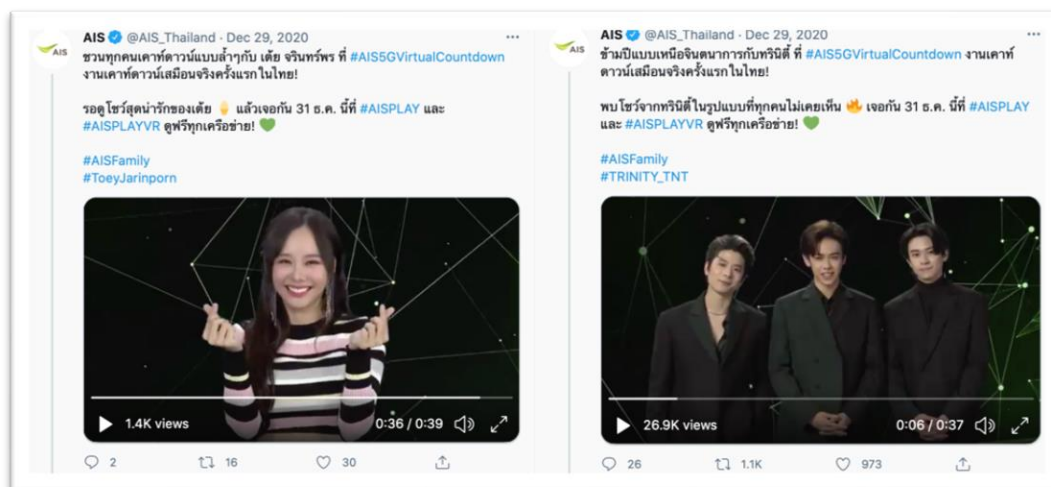 AIS
AIS @AIS_Thailand · Dec 29, 2020
ชวนทุกคนเคาท์ดาวน์แบบล้ำๆกับ เต้ย จรินทร์พร ที่ #AIS5GVirtualCountdown
งานเคาท์ดาวน์เสมือนจริงครั้งแรกในไทย!
รอดูโชว์สุดน่ารักของเต้ย 🤚 แล้วเจอกัน 31 ธ.ค. นี้ที่ #AISPLAY และ
#AISPLAYVR ดูฟรีทุกเครือข่าย! 💚
#AISFamily
#ToeyJarinporn
1.4K views
0:36 / 0:39
2
16
30
AIS
AIS @AIS_Thailand · Dec 29, 2020
ข้ามปีแบบเหนือจินตนาการกับทรินิตี้ ที่ #AIS5GVirtualCountdown งานเคาท์
ดาวน์เสมือนจริงครั้งแรกในไทย!
พบโชว์จากทรินิตี้ในรูปแบบที่ทุกคนไม่เคยเห็น 🔥 เจอกัน 31 ธ.ค. นี้ที่ #AISPLAY
และ #AISPLAYVR ดูฟรีทุกเครือข่าย! 💚
#AISFamily
#TRINITY_TNT
26.9K views
0:06 / 0:37
26
1.1K
973